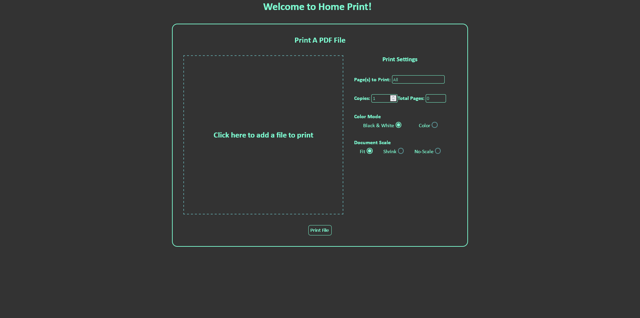 Welcome to Home Print!
Print A PDF File
Click here to add a file to print
Print Settings
Page(s) to Print: All
Copies: 1 Total Pages: 0
Color Mode
Black & White Color
Document Scale
Fit Shrink No Scale
Print File